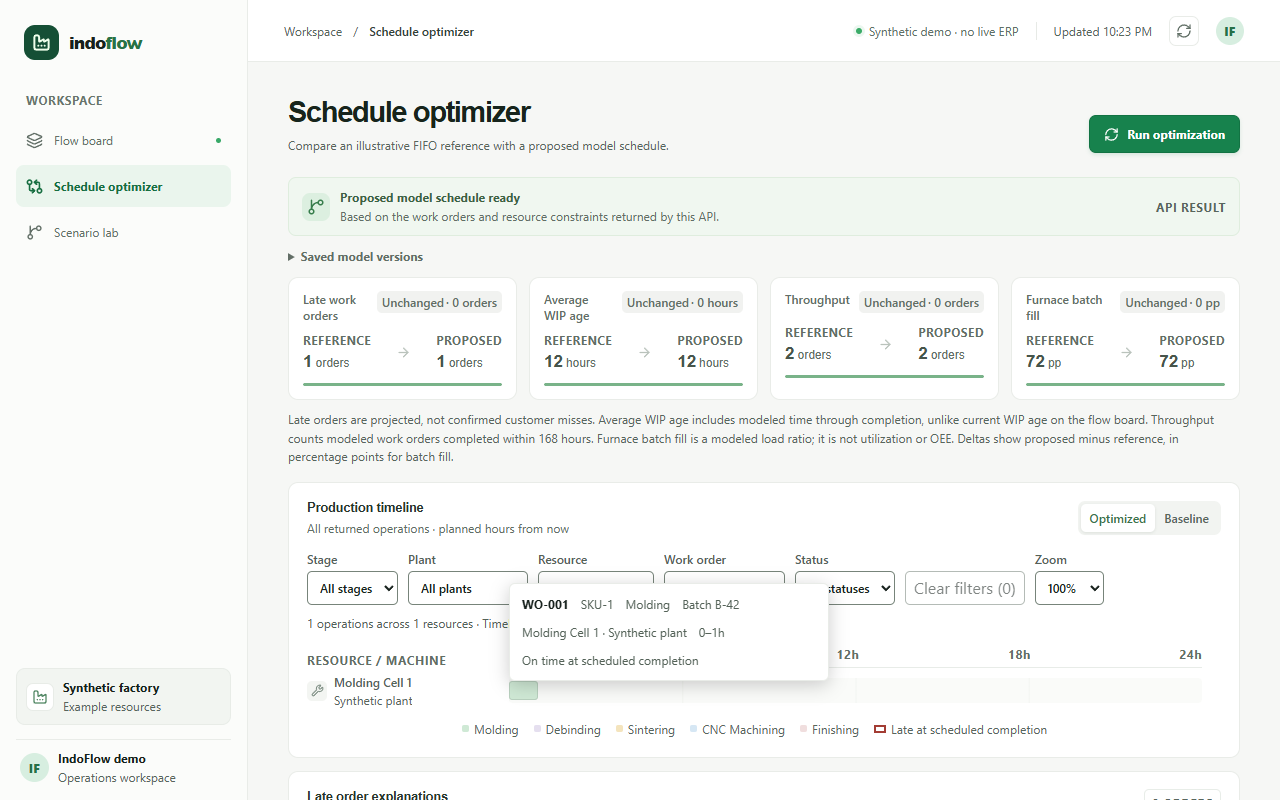 indoflow
Workspace / Schedule optimizer
Synthetic demo · no live ERP
Updated 10:23 PM
IF
WORKSPACE
Flow board
Schedule optimizer
Scenario lab
Schedule optimizer
Compare an illustrative FIFO reference with a proposed model schedule.
Run optimization
Proposed model schedule ready
Based on the work orders and resource constraints returned by this API.
API RESULT
Saved model versions
Late work orders
Unchanged · 0 orders
REFERENCE
1 orders
PROPOSED
1 orders
Average WIP age
Unchanged · 0 hours
REFERENCE
12 hours
PROPOSED
12 hours
Throughput
Unchanged · 0 orders
REFERENCE
2 orders
PROPOSED
2 orders
Furnace batch fill
Unchanged · 0 pp
REFERENCE
72 pp
PROPOSED
72 pp
Late orders are projected, not confirmed customer misses. Average WIP age includes modeled time through completion, unlike current WIP age on the flow board. Throughput
counts modeled work orders completed within 168 hours. Furnace batch fill is a modeled load ratio; it is not utilization or OEE. Deltas show proposed minus reference, in
percentage points for batch fill.
Production timeline
All returned operations · planned hours from now
Optimized
Baseline
Stage
Plant
Resource
Work order
Status
Zoom
All stages
All plants
statuses
Clear filters (0)
100%
1 operations across 1 resources · Time
WO-001 SKU-1 Molding Batch B-42
Molding Cell 1 · Synthetic plant 0–1h
On time at scheduled completion
RESOURCE / MACHINE
12h
18h
24h
Molding Cell 1
Synthetic plant
Molding
Debinding
Sintering
CNC Machining
Finishing
Late at scheduled completion
Late order explanations
Synthetic factory
Example resources
IF
IndoFlow demo
Operations workspace